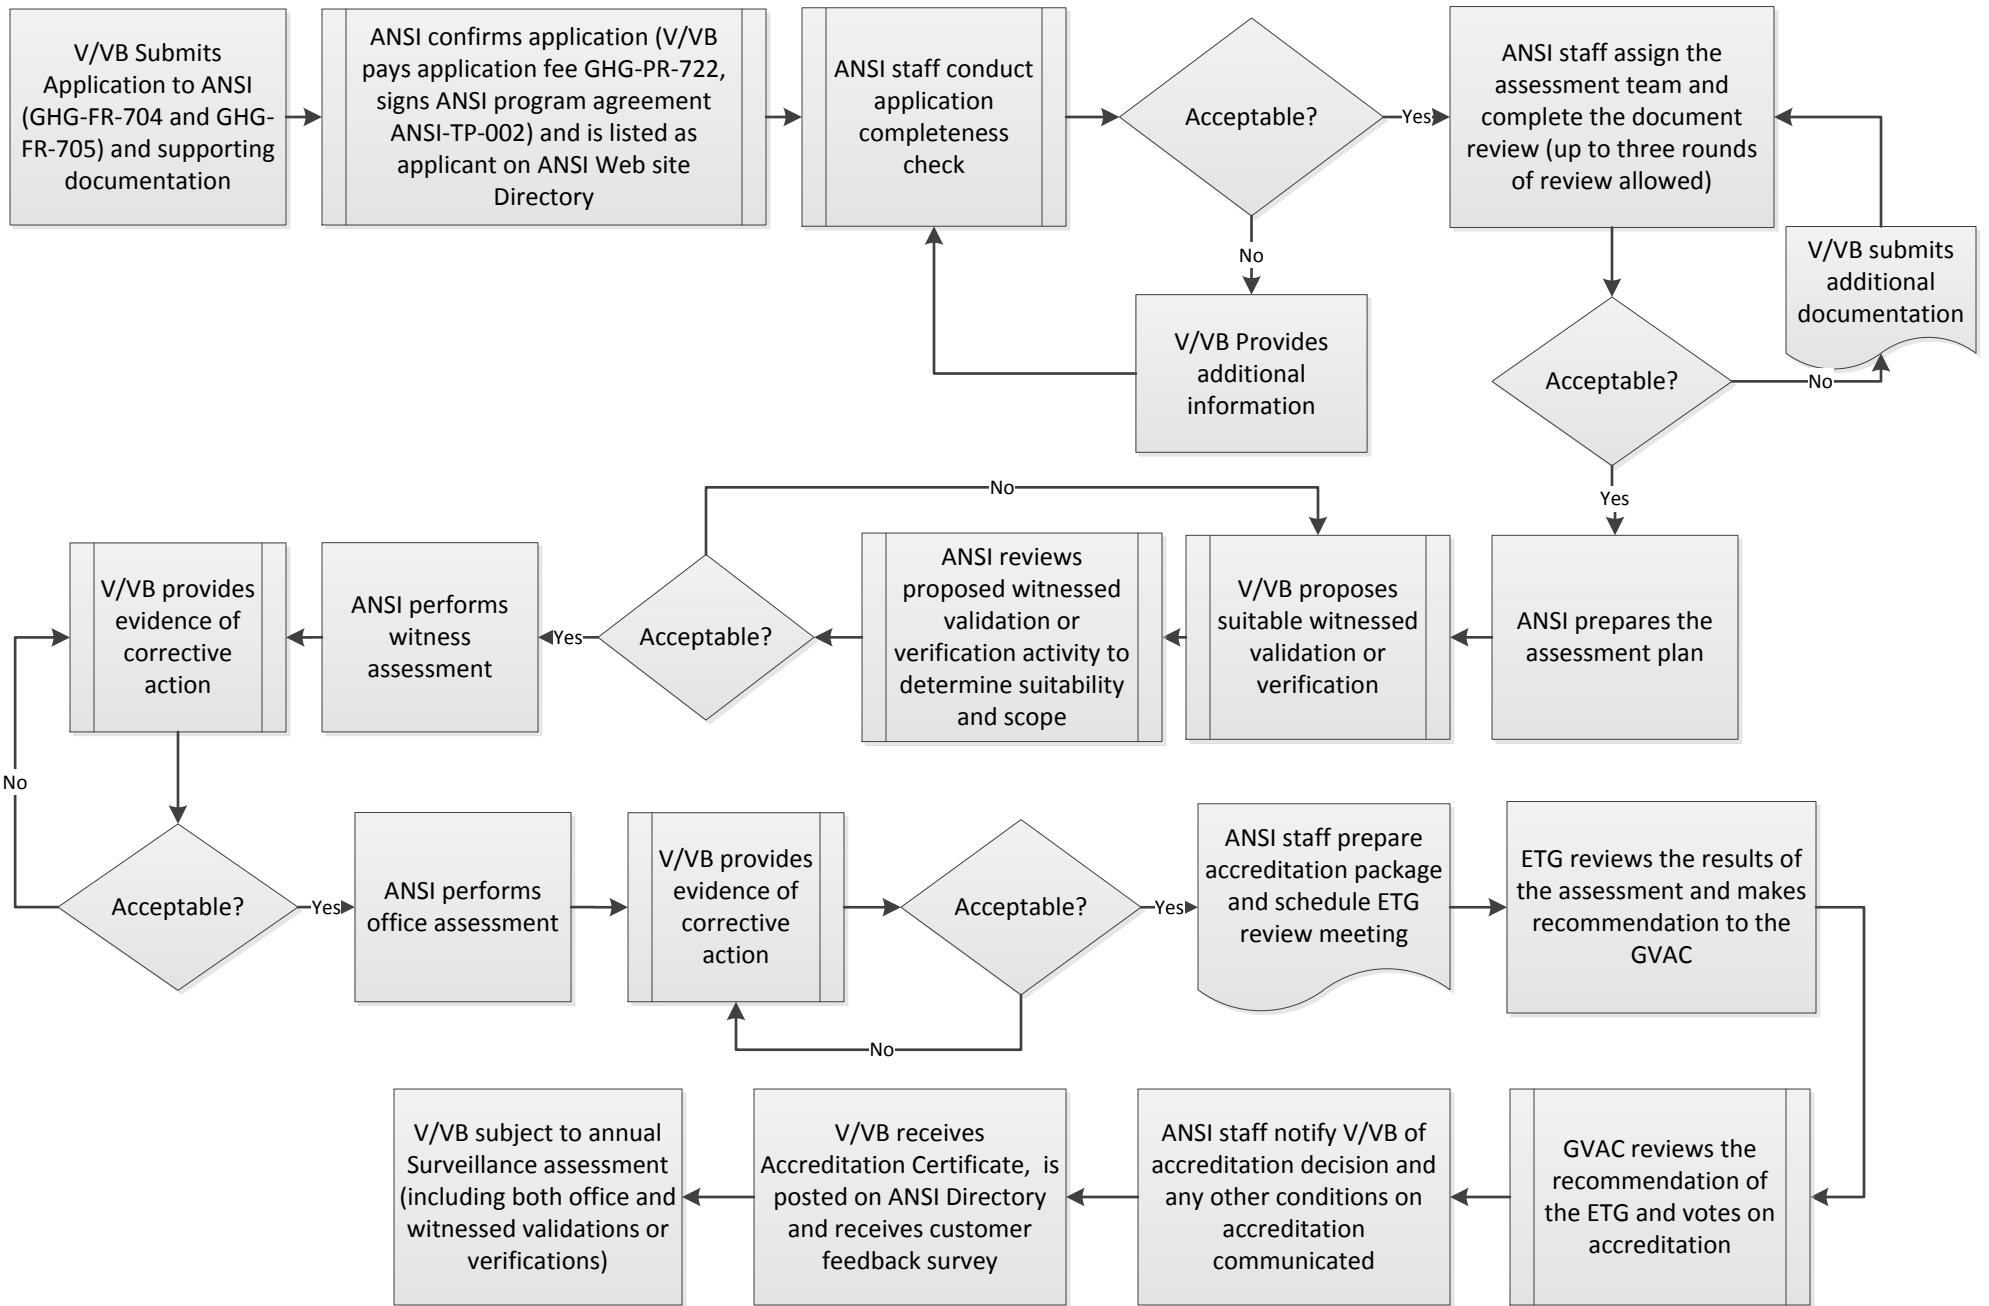 V/VB Submits
Application to ANSI
(GHG-FR-704 and GHG-
FR-705) and supporting
documentation
ANSI confirms application (V/VB
pays application fee GHG-PR-722,
signs ANSI program agreement
ANSI-TP-002) and is listed as
applicant on ANSI Web site
Directory
ANSI staff conduct
application
completeness
check
Acceptable?
Yes
No
V/VB Provides
additional
information
ANSI staff assign the
assessment team and
complete the document
review (up to three rounds
of review allowed)
V/VB submits
additional
documentation
Acceptable?
No
Yes
ANSI prepares the
assessment plan
V/VB proposes
suitable witnessed
validation or
verification
ANSI reviews
proposed witnessed
validation or
verification activity to
determine suitability
and scope
Acceptable?
No
Yes
ANSI performs
witness
assessment
V/VB provides
evidence of
corrective
action
No
Acceptable?
Yes
ANSI performs
office assessment
V/VB provides
evidence of
corrective
action
Acceptable?
Yes
No
ANSI staff prepare
accreditation package
and schedule ETG
review meeting
ETG reviews the results of
the assessment and makes
recommendation to the
GVAC
GVAC reviews the
recommendation of
the ETG and votes on
accreditation
ANSI staff notify V/VB of
accreditation decision and
any other conditions on
accreditation
communicated
V/VB receives
Accreditation Certificate, is
posted on ANSI Directory
and receives customer
feedback survey
V/VB subject to annual
Surveillance assessment
(including both office and
witnessed validations or
verifications)